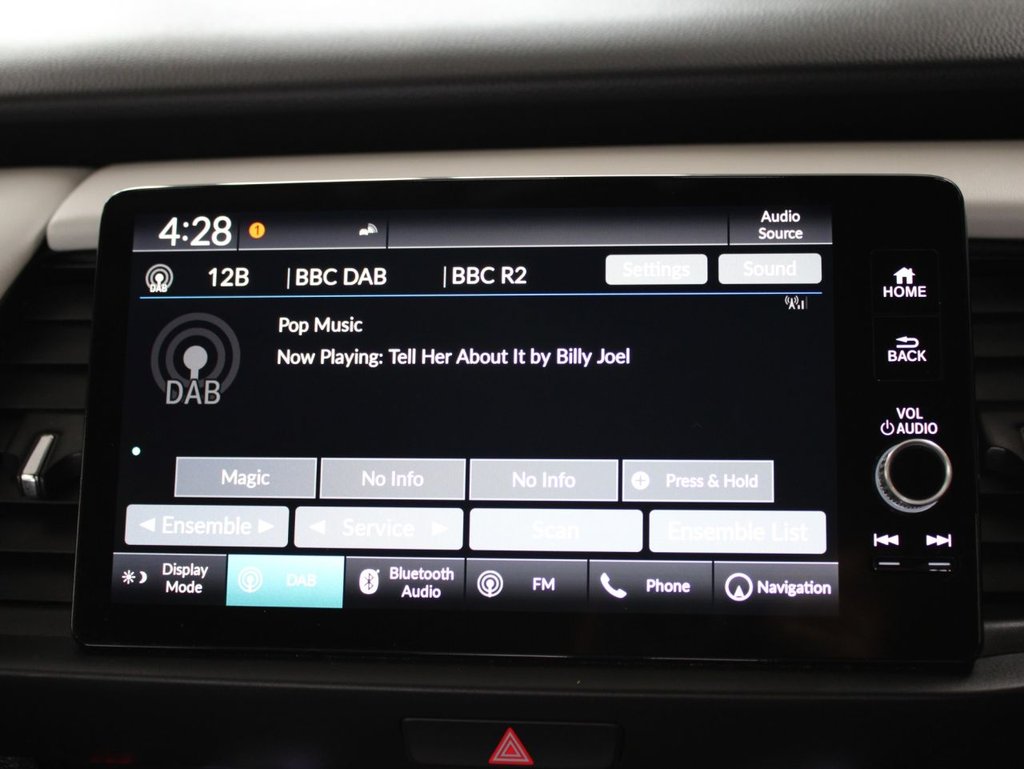 4:28 1 Audio Source
DAB 12B |BBC DAB |BBC R2 Settings Sound
HOME
Pop Music
Now Playing: Tell Her About It by Billy Joel
DAB
BACK
VOL
AUDIO
Magic No Info No Info Press & Hold
Ensemble Service Scan Ensemble List
Display Mode DAB Bluetooth Audio FM Phone Navigation